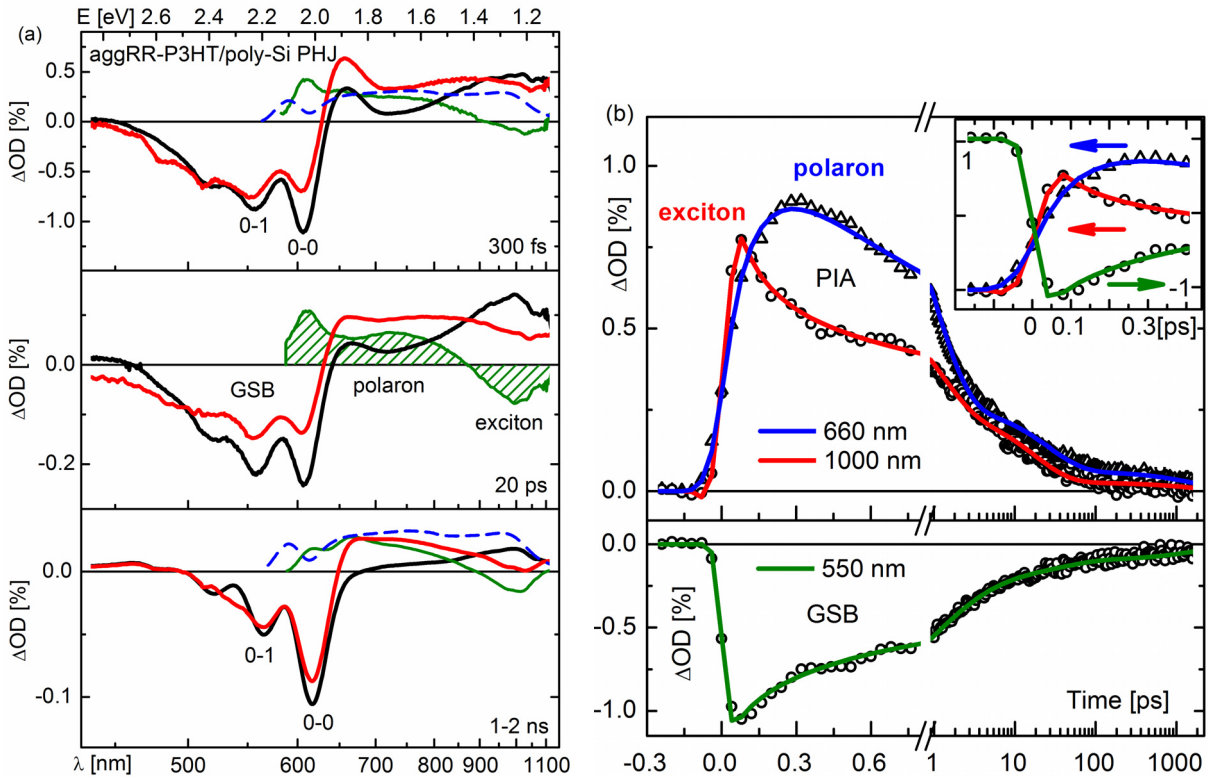 E [eV] 2.6 2.4 2.2 2.0 1.8 1.6 1.4 1.2
(a)
aggRR-P3HT/poly-Si PHJ
0.5
0.0
-0.5
-1.0
ΔOD [%]
0-1
0-0
300 fs
0.0
-0.2
ΔOD [%]
GSB
polaron
exciton
20 ps
0.0
-0.1
ΔOD [%]
0-1
0-0
1-2 ns
λ [nm] 500 600 700 800 900 1100
(b)
1.0
0.5
0.0
ΔOD [%]
polaron
exciton
PIA
660 nm
1000 nm
1
-1
0 0.1 0.3[ps]
0.0
-0.5
-1.0
ΔOD [%]
550 nm
GSB
Time [ps]
-0.3 0.0 0.3 0.6 1 10 100 1000